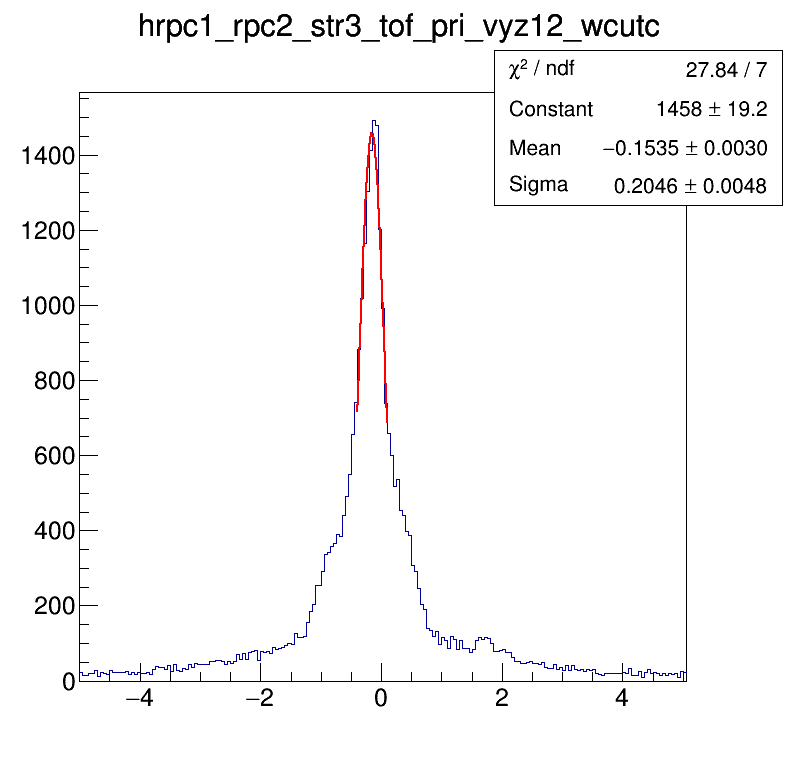 hrpc1_rpc2_str3_tof_pri_vyz12_wcutc
χ² / ndf 27.84 / 7
Constant 1458 ± 19.2
Mean −0.1535 ± 0.0030
Sigma 0.2046 ± 0.0048
1400
1200
1000
800
600
400
200
0
−4 −2 0 2 4